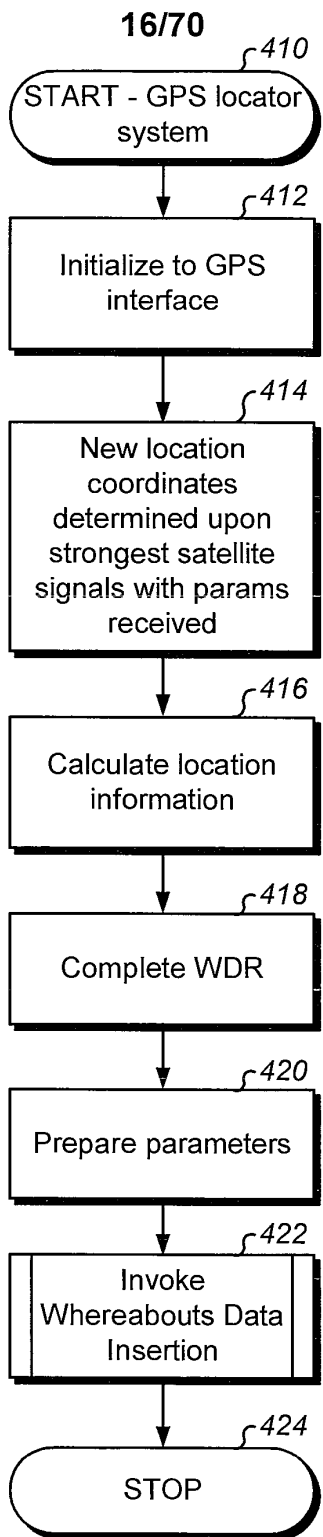 16/70
410
START - GPS locator
system
412
Initialize to GPS
interface
414
New location
coordinates
determined upon
strongest satellite
signals with params
received
416
Calculate location
information
418
Complete WDR
420
Prepare parameters
422
Invoke
Whereabouts Data
Insertion
424
STOP